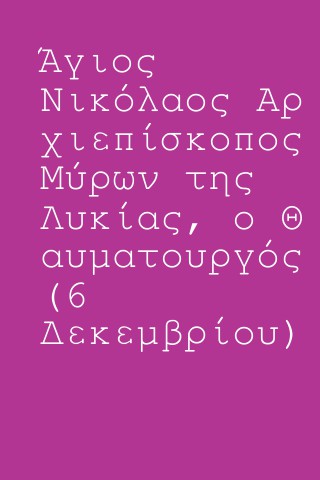 Άγιος
Νικόλαος Αρ
χιεπίσκοπος
Μύρων της
Λυκίας, ο Θ
αυματουργός
(6
Δεκεμβρίου)